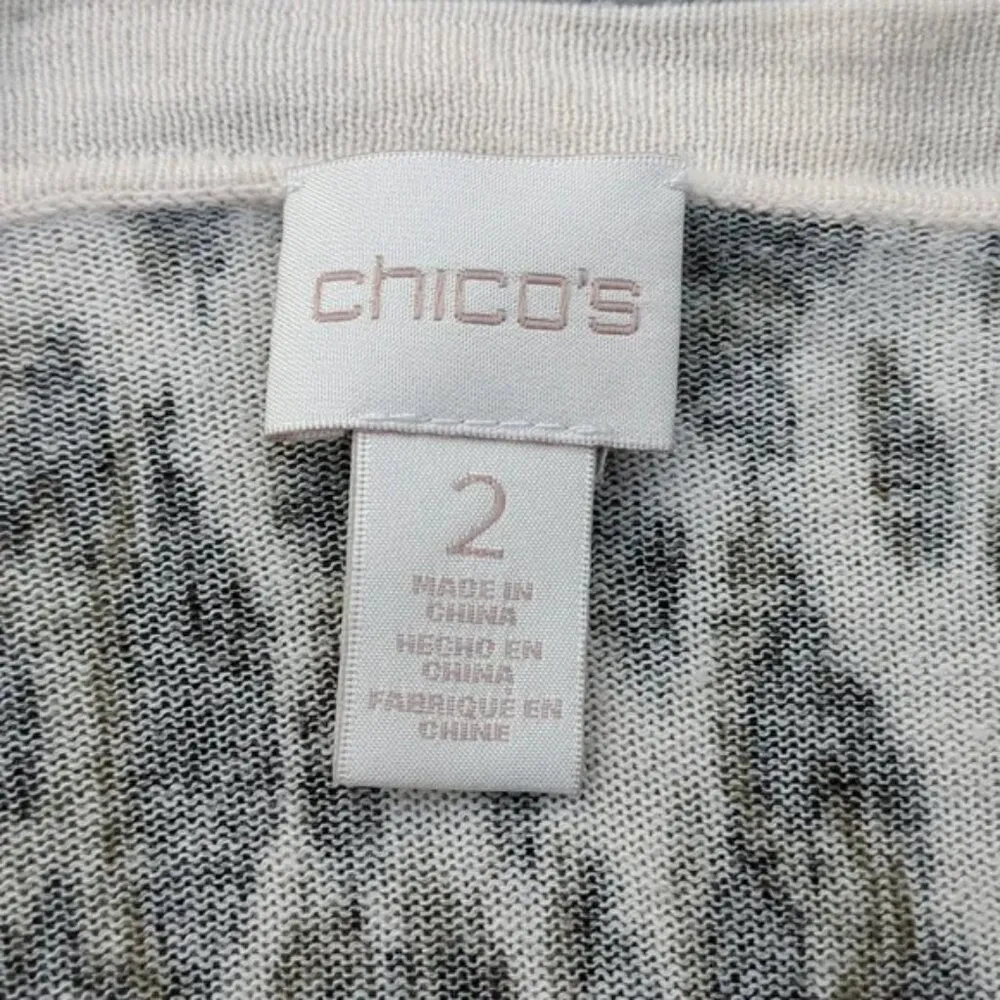 chico's
2
MADE IN
CHINA
HECHO EN
CHINA
FABRIQUÉ EN
CHINE